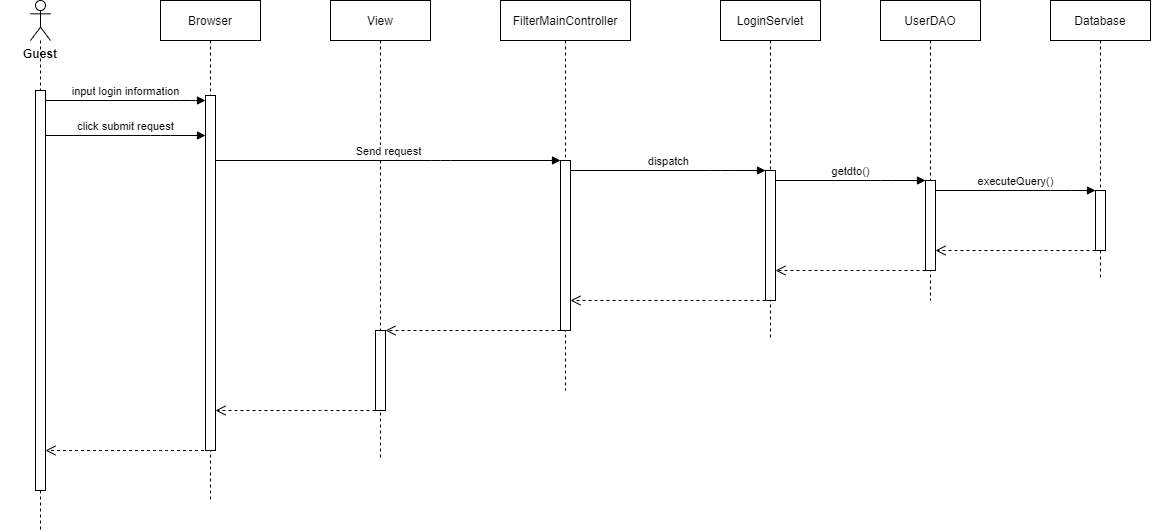 Browser
View
FilterMainController
LoginServlet
UserDAO
Database
Guest
input login information
click submit request
Send request
dispatch
getdto()
executeQuery()